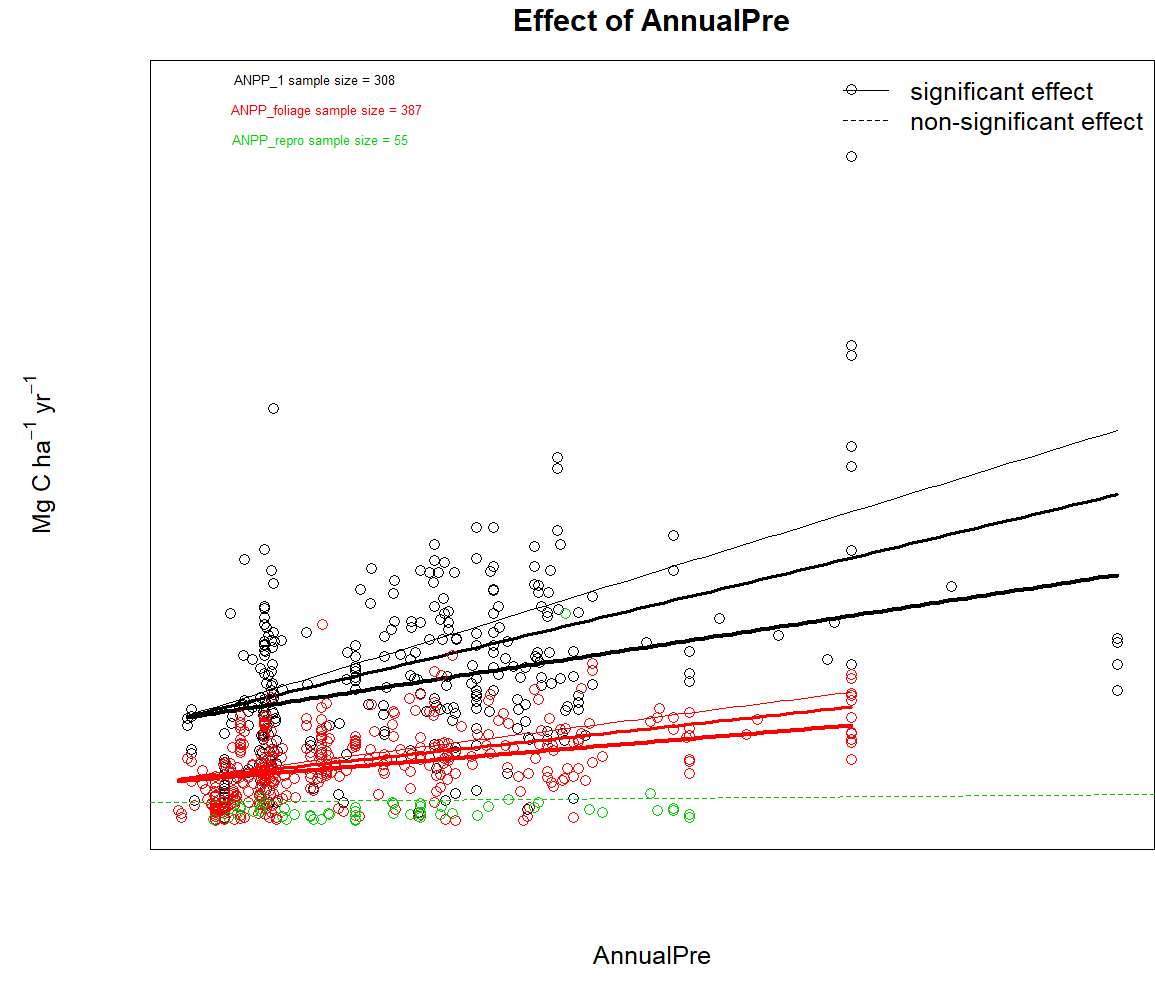 Effect of AnnualPre
ANPP_1 sample size = 308
ANPP_foliage sample size = 387
ANPP_repro sample size = 55
significant effect
non-significant effect
Mg C ha⁻¹ yr⁻¹
AnnualPre